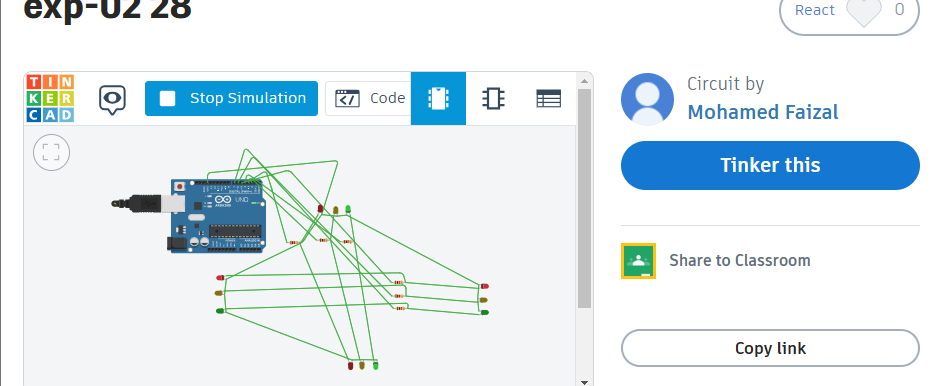 exp-02 28
React
0
TIN
KER
CAD
Stop Simulation
Code
Circuit by
Mohamed Faizal
Tinker this
UNO
Share to Classroom
Copy link